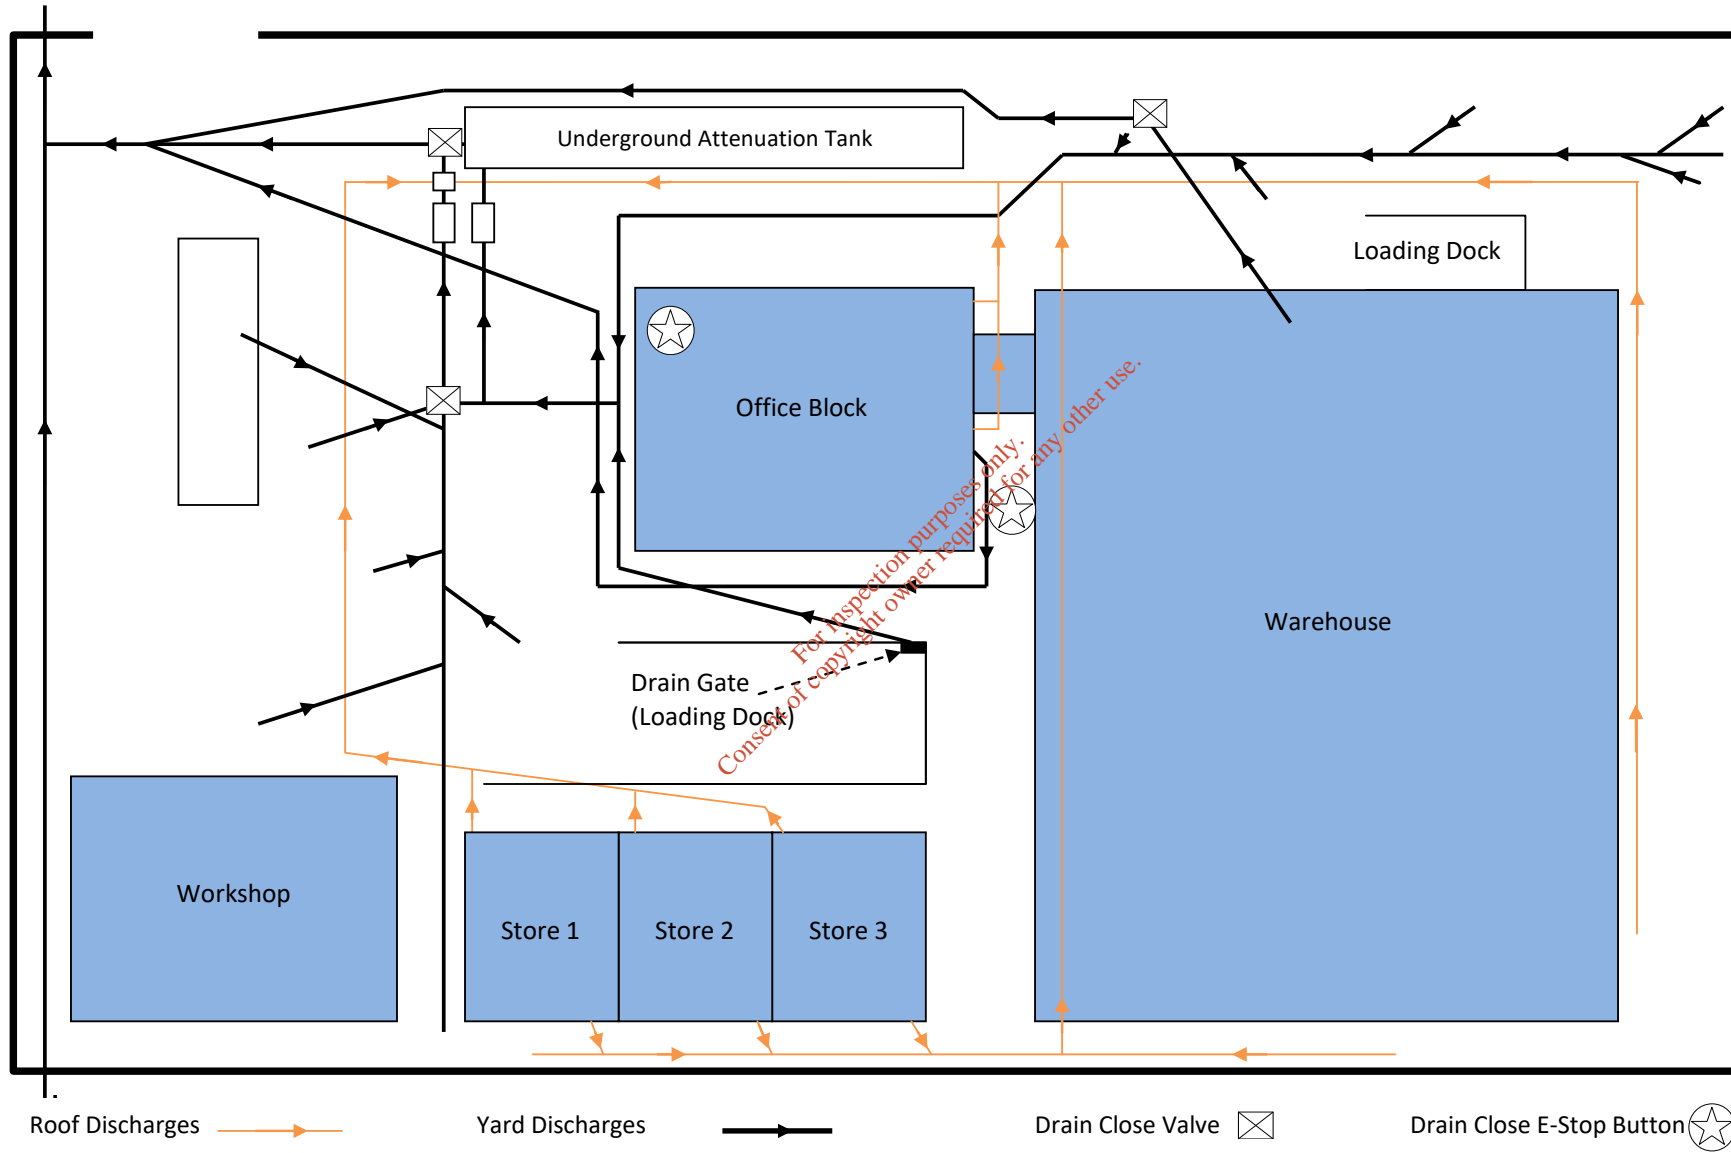 Underground Attenuation Tank
Loading Dock
Office Block
Warehouse
Drain Gate
(Loading Dock)
For inspection purposes only.
Consent of copyright owner required for any other use.
Workshop
Store 1
Store 2
Store 3
Roof Discharges
Yard Discharges
Drain Close Valve
Drain Close E-Stop Button